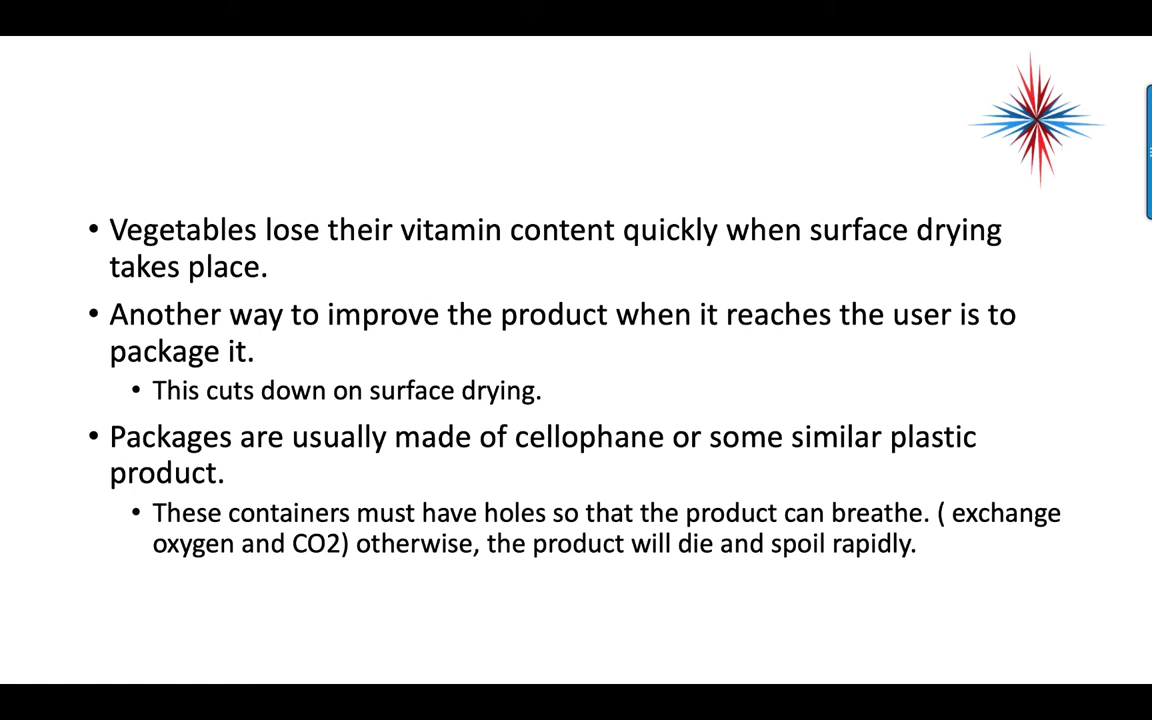 • Vegetables lose their vitamin content quickly when surface drying
takes place.
• Another way to improve the product when it reaches the user is to
package it.
• This cuts down on surface drying.
• Packages are usually made of cellophane or some similar plastic
product.
• These containers must have holes so that the product can breathe. ( exchange
oxygen and CO2) otherwise, the product will die and spoil rapidly.